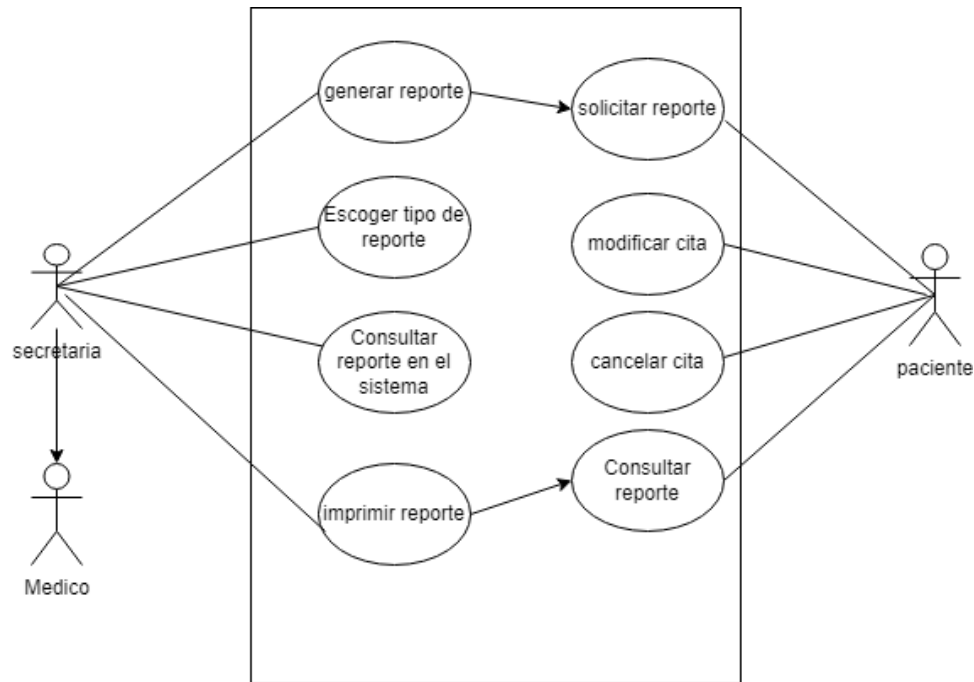 generar reporte
solicitar reporte
Escoger tipo de
reporte
modificar cita
secretaria
Consultar
reporte en el
sistema
cancelar cita
paciente
Consultar
reporte
imprimir reporte
Medico